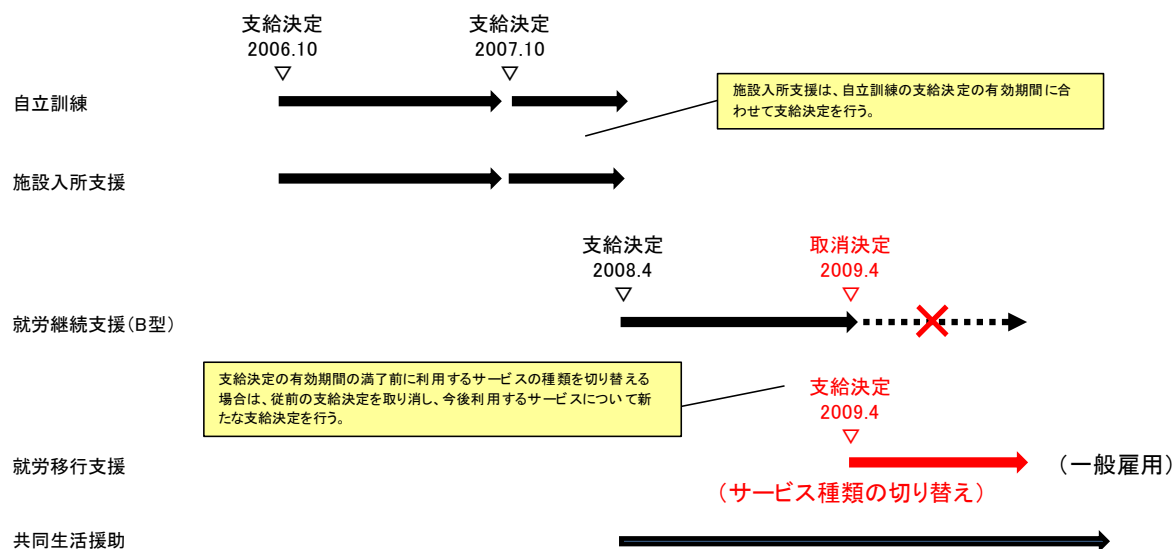 支給決定
2006.10
▽
支給決定
2007.10
▽
自立訓練
施設入所支援は、自立訓練の支給決定の有効期間に合
わせて支給決定を行う。
施設入所支援
支給決定
2008.4
▽
取消決定
2009.4
▽
就労継続支援(B型)
支給決定の有効期間の満了前に利用するサービスの種類を切り替える
場合は、従前の支給決定を取り消し、今後利用するサービスについて新
たな支給決定を行う。
支給決定
2009.4
▽
就労移行支援
(一般雇用)
(サービス種類の切り替え)
共同生活援助